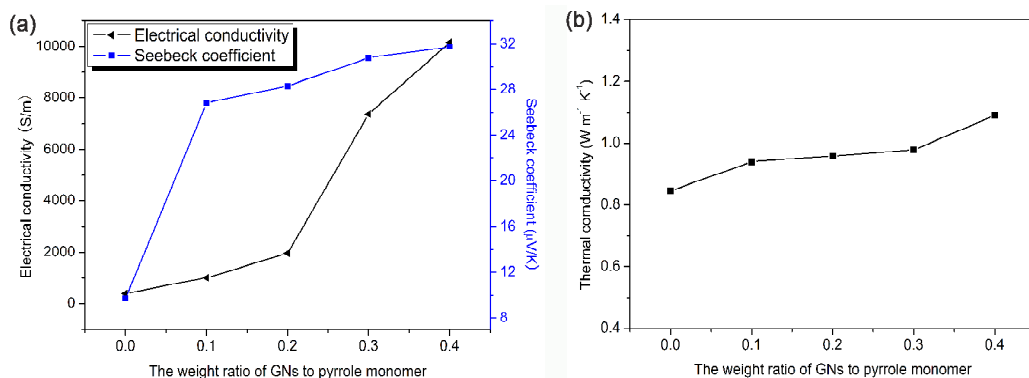 (a)
Electrical conductivity
Seebeck coefficient
10000
8000
6000
4000
2000
0
Electrical conductivity (S/m)
32
28
24
20
16
12
8
Seebeck coefficient (μV/K)
0.0 0.1 0.2 0.3 0.4
The weight ratio of GNs to pyrrole monomer
(b)
1.4
1.2
1.0
0.8
0.6
0.4
Thermal comductivity (W m⁻¹ K⁻¹)
0.0 0.1 0.2 0.3 0.4
The weight ratio of GNs to pyrrole monomer